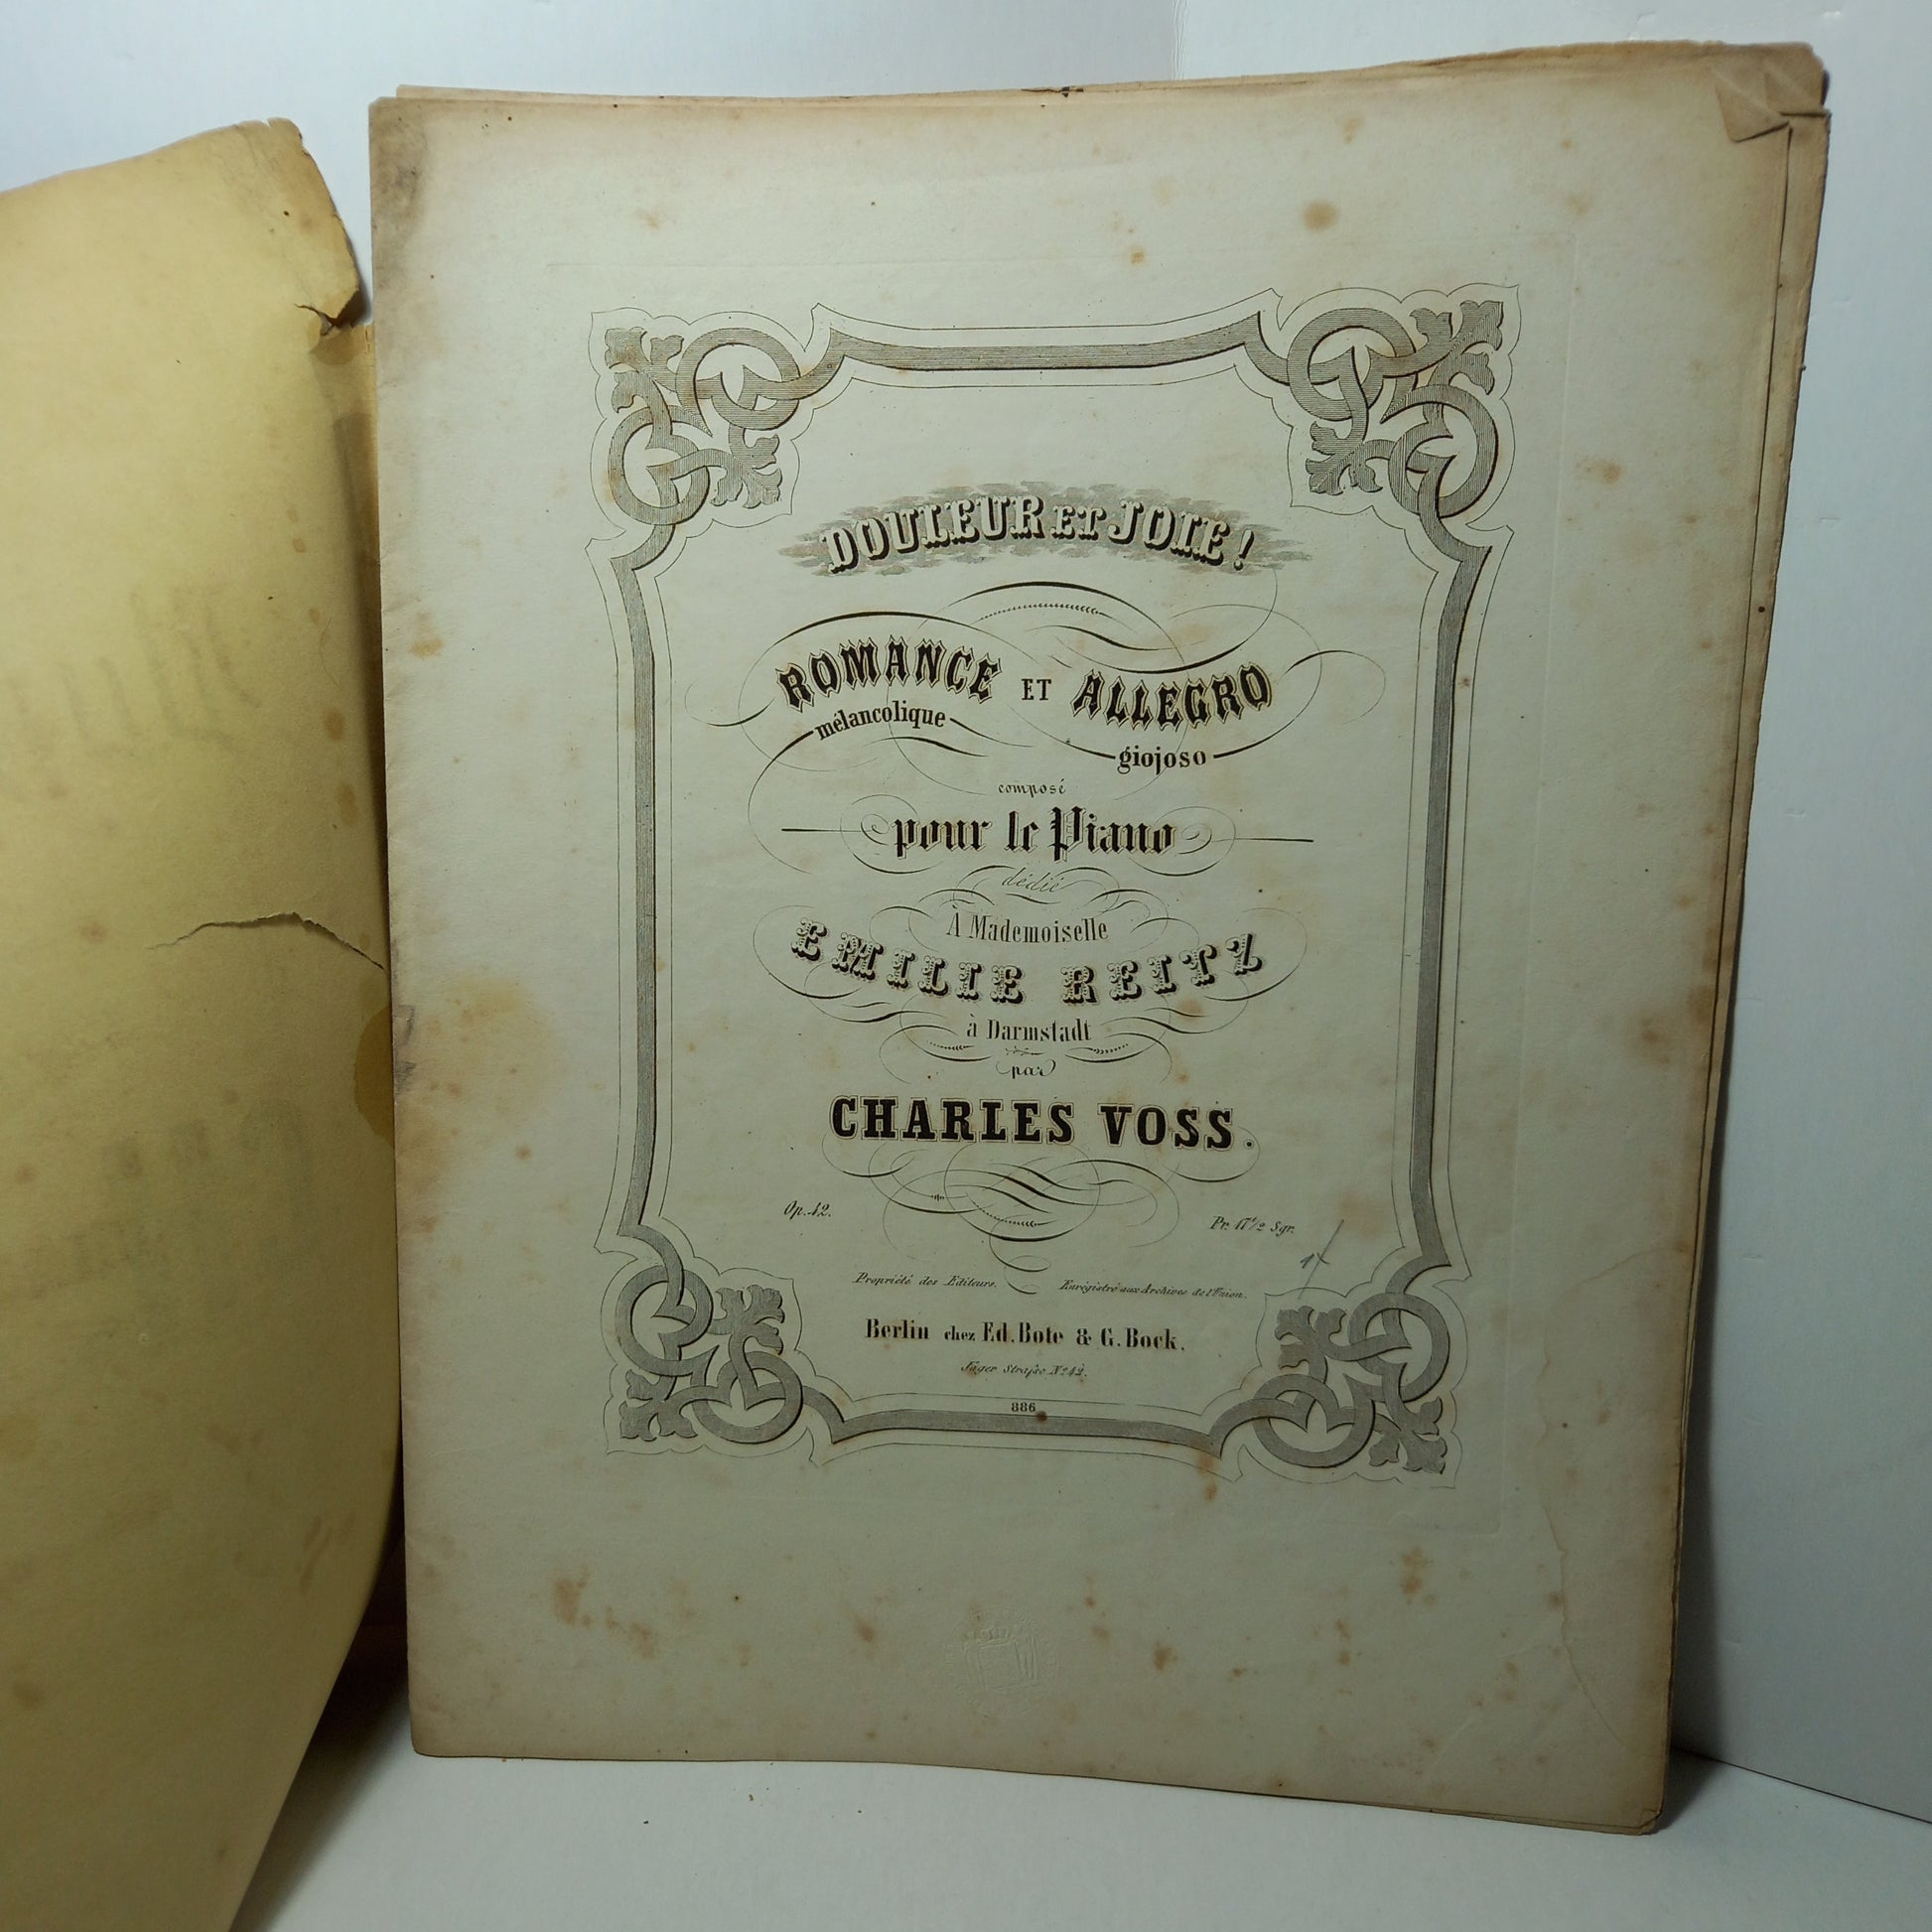 DOULEUR ET JOIE!
ROMANCE ET ALLEGRO
mélancolique
giojoso
composé
pour le Piano
dédié
À Mademoiselle
EMILIE REITZ
à Darmstadt
par
CHARLES VOSS.
Op. 42. Pr. 17½ Sgr.
Propriété des Editeurs. Enregistré aux Archives de l'Union.
Berlin chez Ed. Bote & G. Bock.
Jäger Straſse No. 42.
886